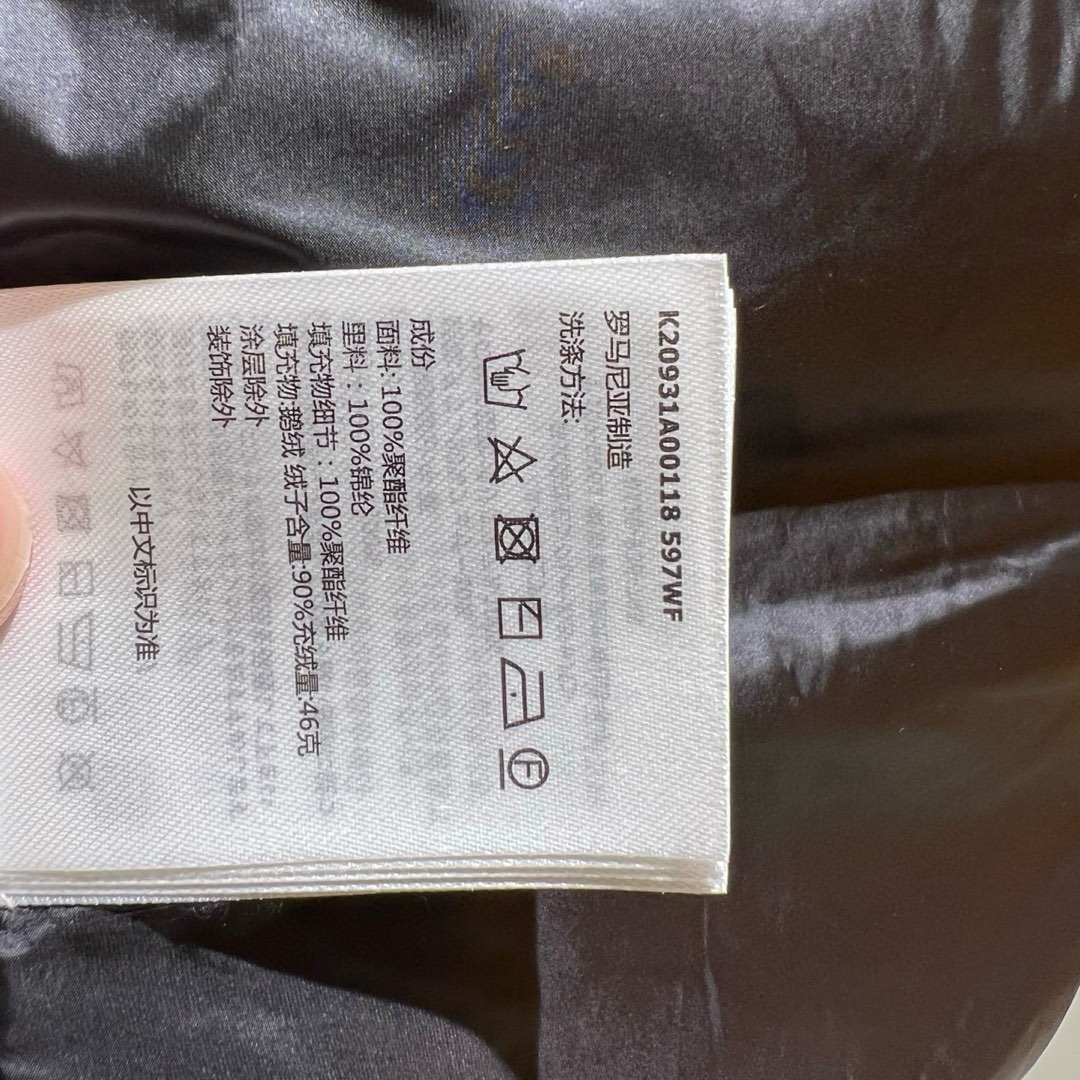 K20931A00118 597WF
罗马尼亚制造
洗涤方法:
F
成份
面料: 100%聚酯纤维
里料 : 100%锦纶
填充物细节 : 100%聚酯纤维
填充物:鹅绒 绒子含量:90%充绒量:46克
涂层除外
装饰除外
以中文标识为准